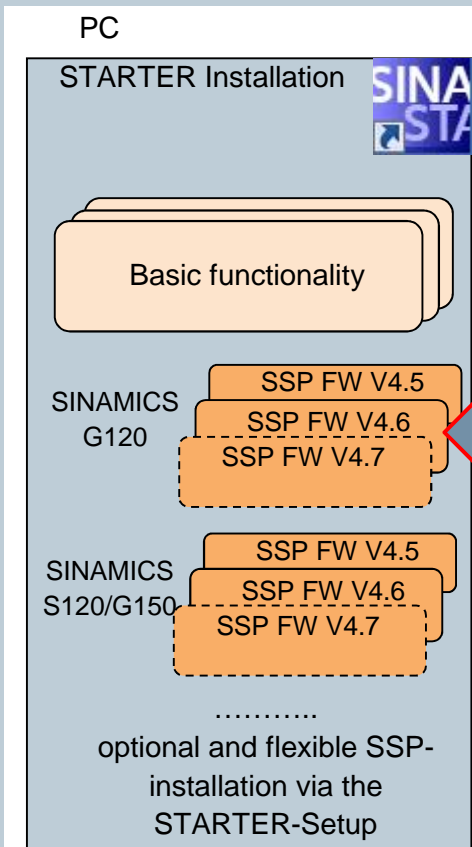 PC
STARTER Installation
SINA
STA
Basic functionality
SSP FW V4.5
SINAMICS
G120
SSP FW V4.6
SSP FW V4.7
SSP FW V4.5
SINAMICS
S120/G150
SSP FW V4.6
SSP FW V4.7
………..
optional and flexible SSP-
installation via the
STARTER-Setup